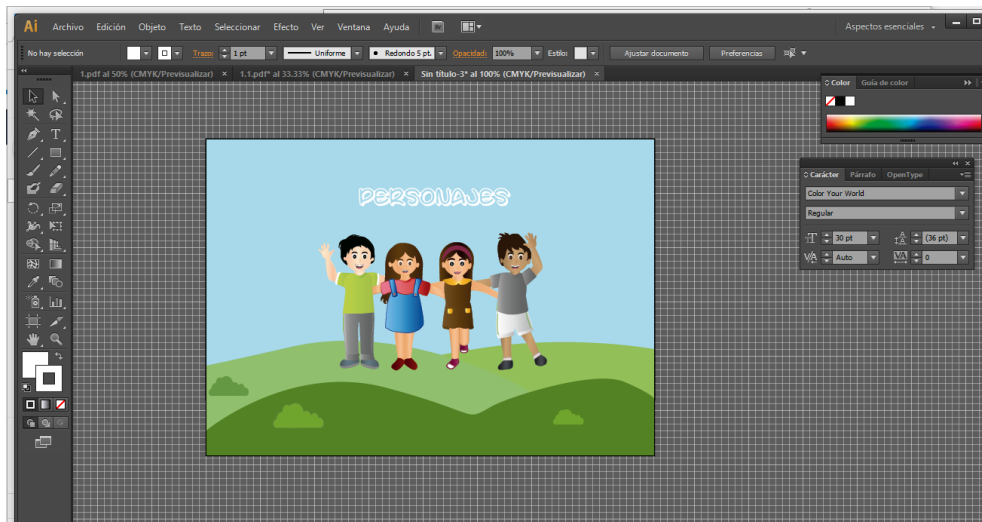 Ai Archivo Edición Objeto Texto Seleccionar Efecto Ver Ventana Ayuda Br Aspectos esenciales
No hay selección Trazo: 1 pt Uniforme Redondo 5 pt. Opacidad: 100% Estilo: Ajustar documento Preferencias
1.pdf al 50% (CMYK/Previsualizar) × 1.1.pdf* al 33.33% (CMYK/Previsualizar) × Sin título-3* al 100% (CMYK/Previsualizar) ×
Color Guía de color
PERSONAJES
Carácter Párrafo OpenType
Color Your World
Regular
30 pt (36 pt)
Auto 0